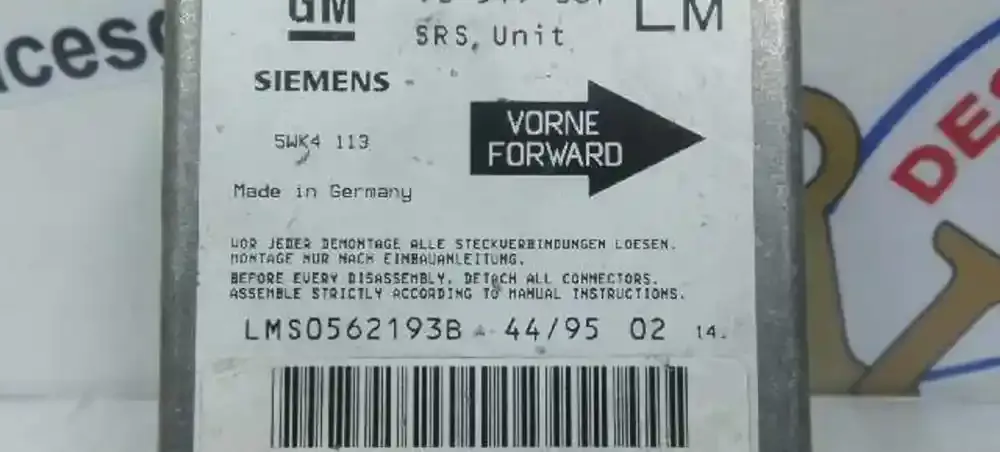 GM
LM
SRS Unit
SIEMENS
5WK4 113
VORNE
FORWARD
Made in Germany
VOR JEDER DEMONTAGE ALLE STECKVERBINDUNGEN LOESEN.
MONTAGE NUR NACH EINBAUANLEITUNG.
BEFORE EVERY DISASSEMBLY, DETACH ALL CONNECTORS.
ASSEMBLE STRICTLY ACCORDING TO MANUAL INSTRUCTIONS.
LMS0562193B 44/95 02 14.